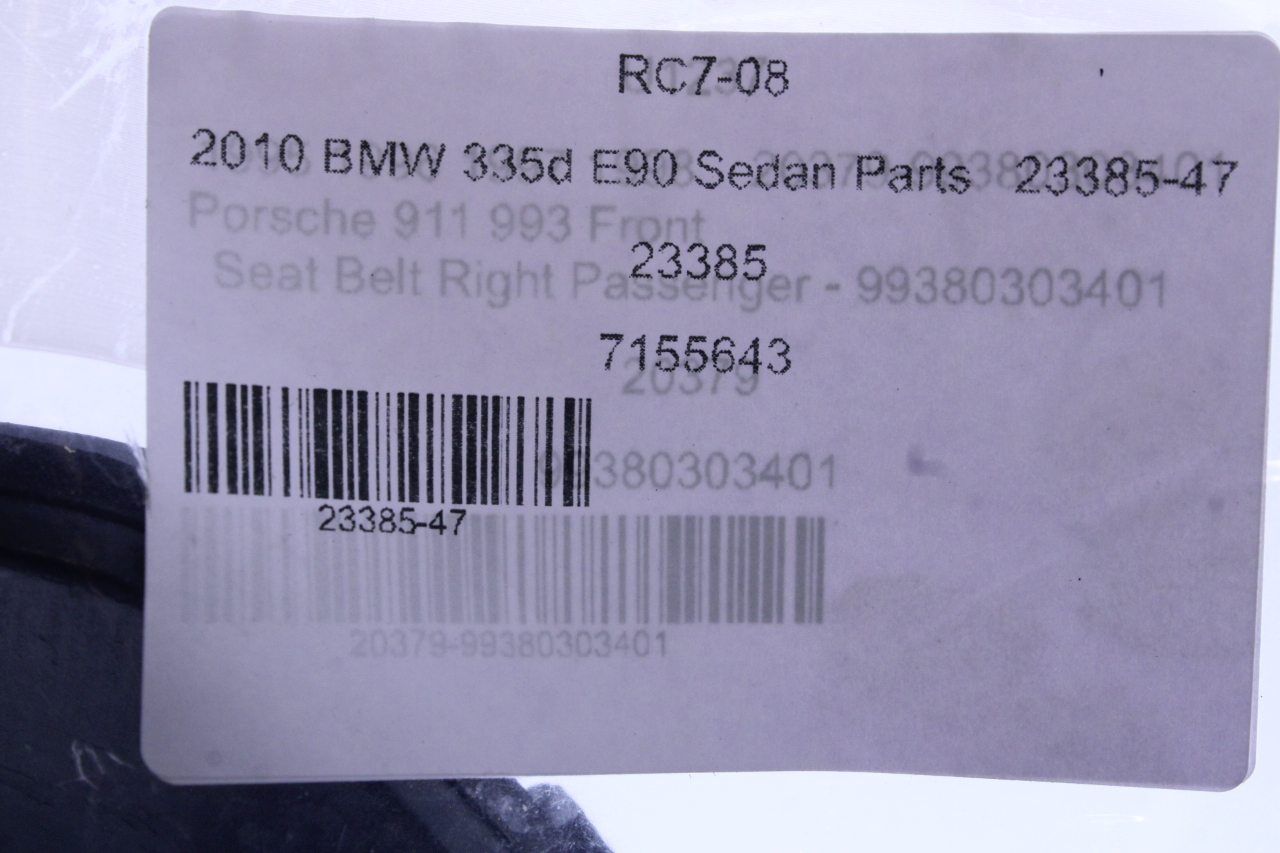 RC7-08
2010 BMW 335d E90 Sedan Parts 23385-47
Porsche 911 993 Front
23385
Seat Belt Right Passenger - 99380303401
7155643
20379
99380303401
23385-47
20379-99380303401